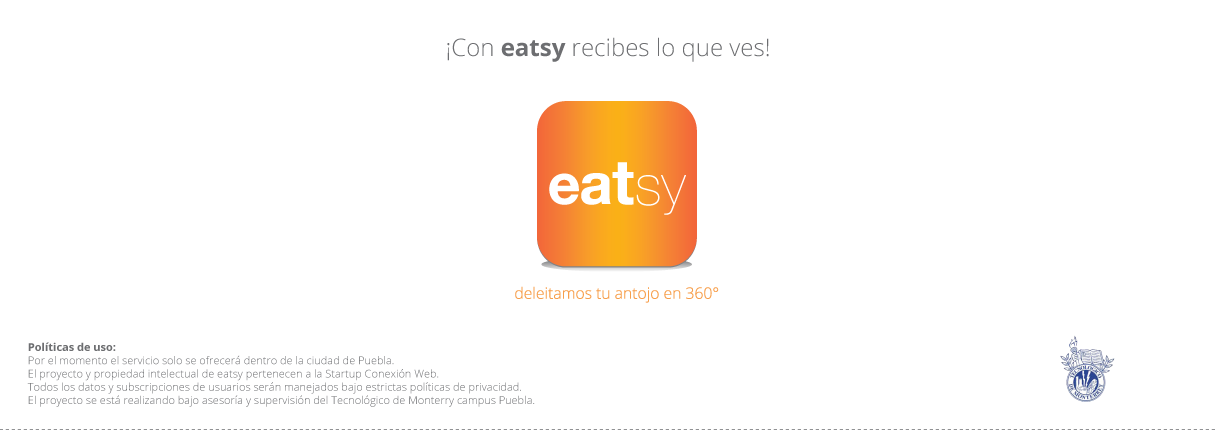 ¡Con eatsy recibes lo que ves!
eatsy
deleitamos tu antojo en 360°
Políticas de uso:
Por el momento el servicio solo se ofrecerá dentro de la ciudad de Puebla.
El proyecto y propiedad intelectual de eatsy pertenecen a la Startup Conexión Web.
Todos los datos y subscripciones de usuarios serán manejados bajo estrictas políticas de privacidad.
El proyecto se está realizando bajo asesoría y supervisión del Tecnológico de Monterry campus Puebla.
TECNOLOGICO
DE MONTERREY